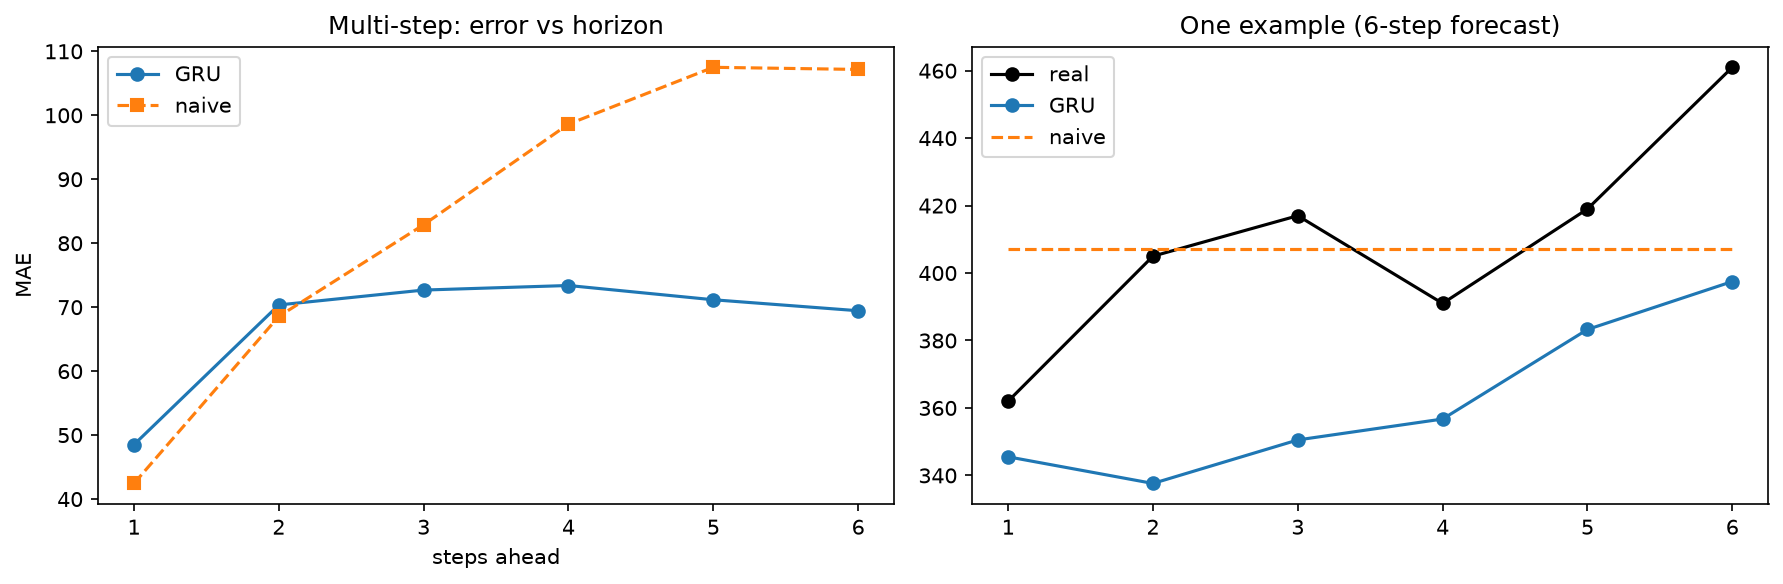 Multi-step: error vs horizon
GRU
naive
MAE
110
100
90
80
70
60
50
40
1 2 3 4 5 6
steps ahead
One example (6-step forecast)
real
GRU
naive
460
440
420
400
380
360
340
1 2 3 4 5 6